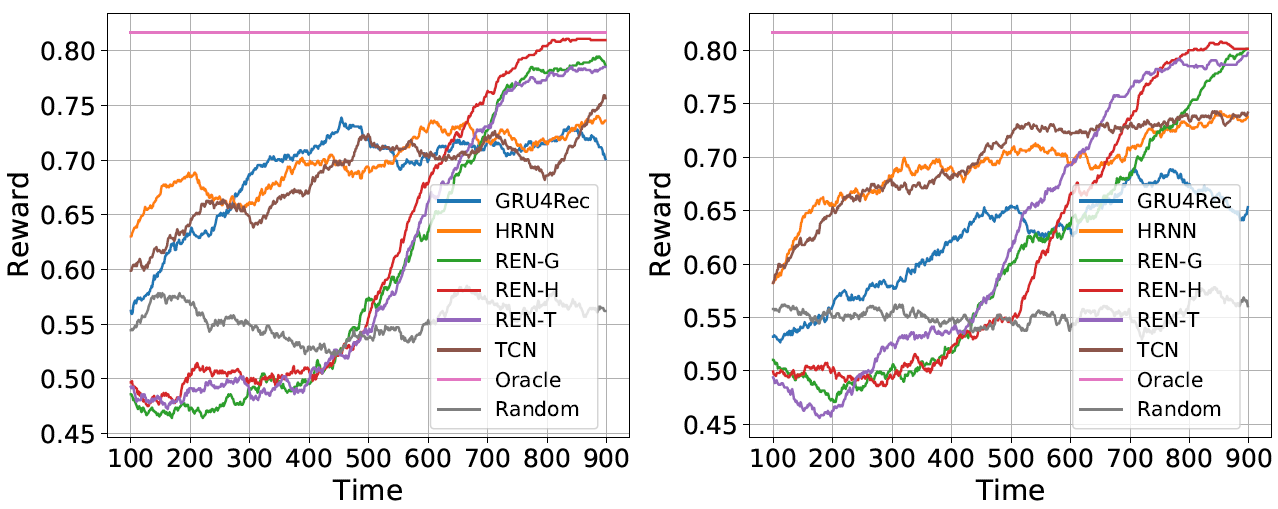 0.80
0.75
0.70
0.65
0.60
0.55
0.50
0.45
Reward
100 200 300 400 500 600 700 800 900
Time
GRU4Rec
HRNN
REN-G
REN-H
REN-T
TCN
Oracle
Random
0.80
0.75
0.70
0.65
0.60
0.55
0.50
0.45
Reward
100 200 300 400 500 600 700 800 900
Time
GRU4Rec
HRNN
REN-G
REN-H
REN-T
TCN
Oracle
Random